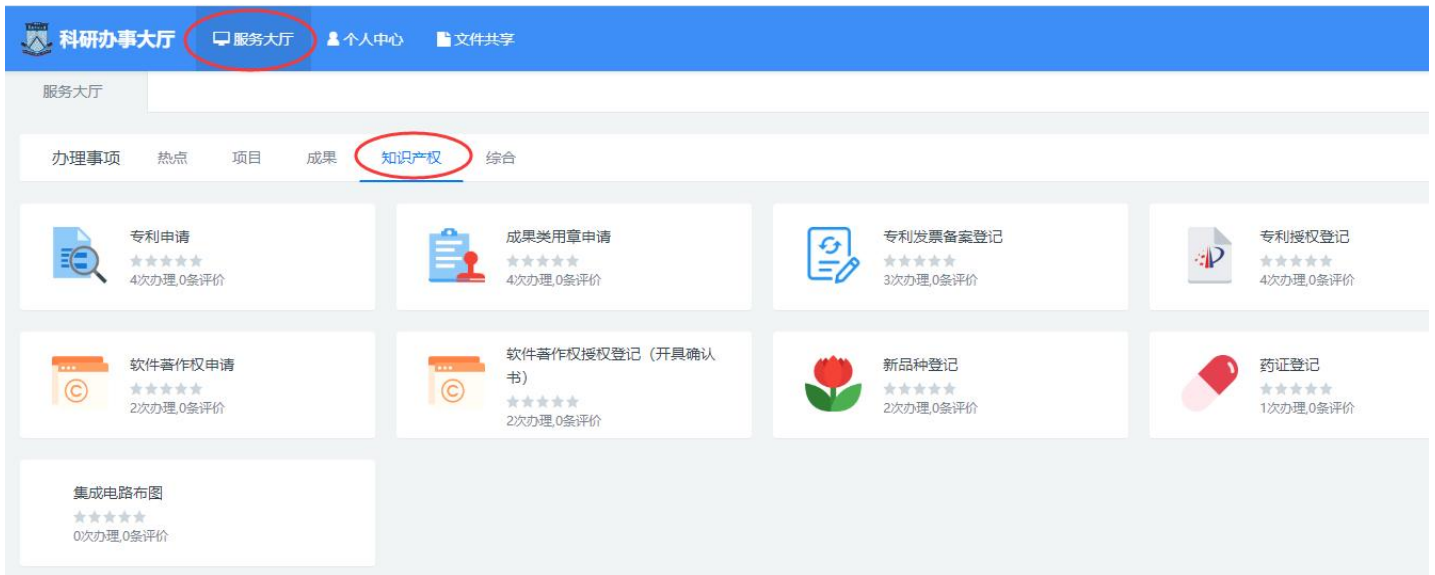 科研办事大厅 服务大厅 个人中心 文件共享
服务大厅
办理事项 热点 项目 成果 知识产权 综合
专利申请
4次办理,0条评价
成果类用章申请
4次办理,0条评价
专利发票备案登记
3次办理,0条评价
专利授权登记
4次办理,0条评价
软件著作权申请
2次办理,0条评价
软件著作权授权登记（开具确认
书）
2次办理,0条评价
新品种登记
2次办理,0条评价
药证登记
1次办理,0条评价
集成电路布图
0次办理,0条评价